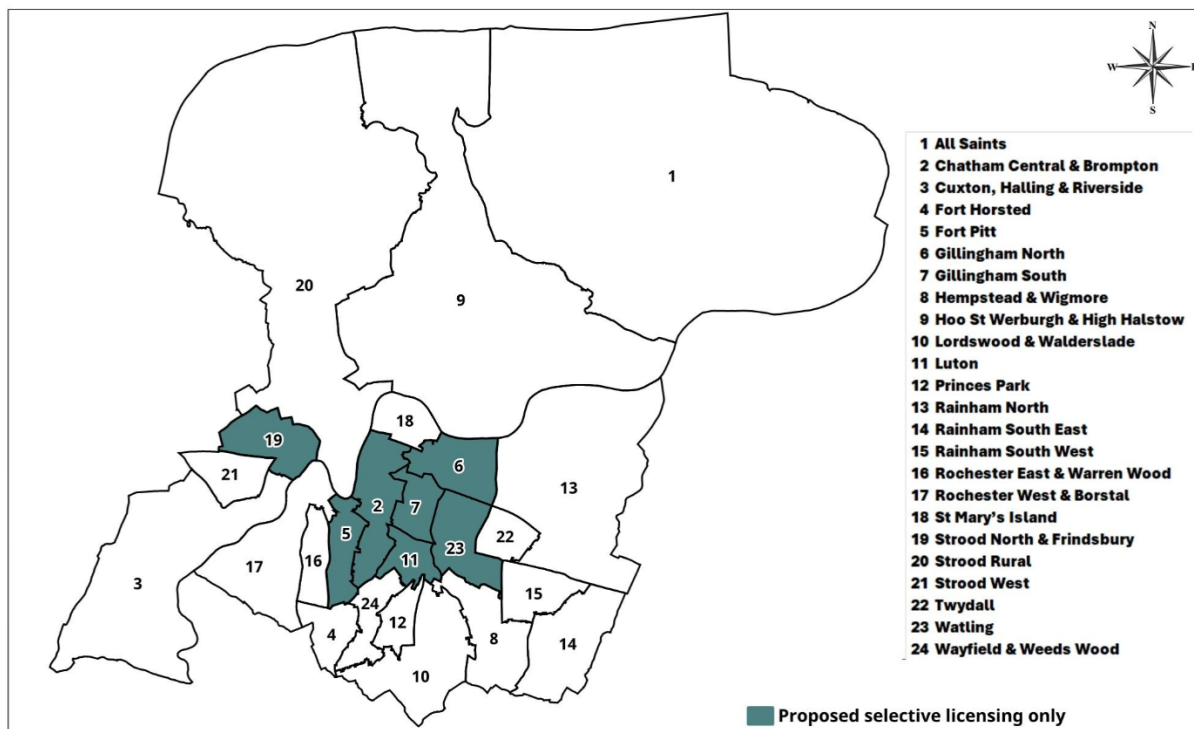 N
W
E
S
1 All Saints
2 Chatham Central & Brompton
3 Cuxton, Halling & Riverside
4 Fort Horsted
5 Fort Pitt
6 Gillingham North
7 Gillingham South
8 Hempstead & Wigmore
9 Hoo St Werburgh & High Halstow
10 Lordswood & Walderslade
11 Luton
12 Princes Park
13 Rainham North
14 Rainham South East
15 Rainham South West
16 Rochester East & Warren Wood
17 Rochester West & Borstal
18 St Mary’s Island
19 Strood North & Frindsbury
20 Strood Rural
21 Strood West
22 Twydall
23 Watling
24 Wayfield & Weeds Wood
1
20
9
18
19
6
21
13
2
7
5
22
23
11
16
17
3
15
24
12
4
8
14
10
Proposed selective licensing only